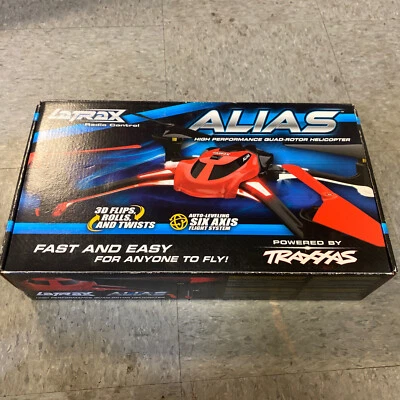 LaTRAX
Radio Control
ALIAS
HIGH PERFORMANCE QUAD-ROTOR HELICOPTER
3D FLIPS,
ROLLS,
AND TWISTS
AUTO-LEVELING
SIX AXIS
FLIGHT SYSTEM
FAST AND EASY
FOR ANYONE TO FLY!
POWERED BY
TRAXXAS
LaTRAX
ALIAS